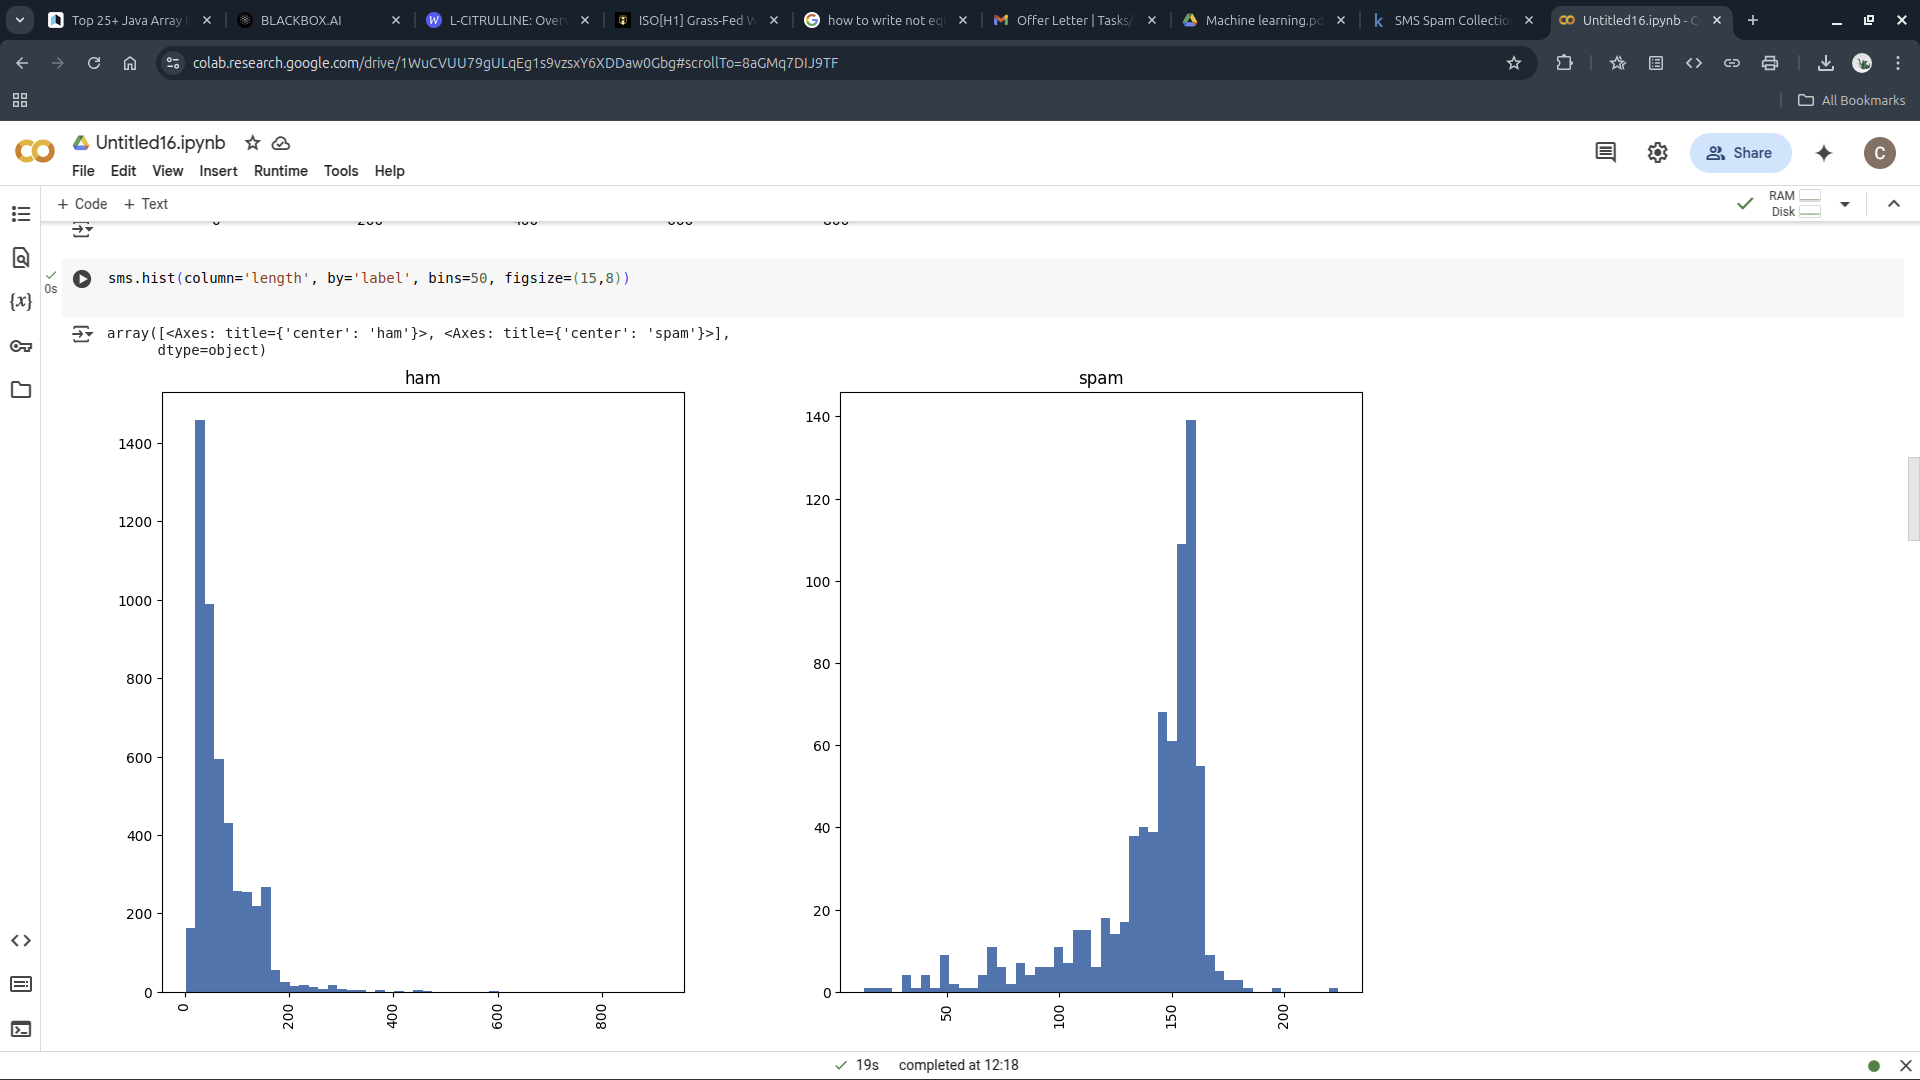 Top 25+ Java Array
BLACKBOX.AI
L-CITRULLINE: Over
ISO[H1] Grass-Fed W
how to write not eq
Offer Letter | Tasks/
Machine learning.pd
SMS Spam Collectio
Untitled16.ipynb - C
colab.research.google.com/drive/1WuCVUU79gULqEg1s9vzsxY6XDDaw0Gbg#scrollTo=8aGMq7DIJ9TF
All Bookmarks
Untitled16.ipynb
File Edit View Insert Runtime Tools Help
Share
C
+ Code + Text
RAM
Disk
0 200 400 600 800
0s
sms.hist(column='length', by='label', bins=50, figsize=(15,8))
array([<Axes: title={'center': 'ham'}>, <Axes: title={'center': 'spam'}>],
dtype=object)
ham
1400
1200
1000
800
600
400
200
0
0 200 400 600 800
spam
140
120
100
80
60
40
20
0
50 100 150 200
19s completed at 12:18